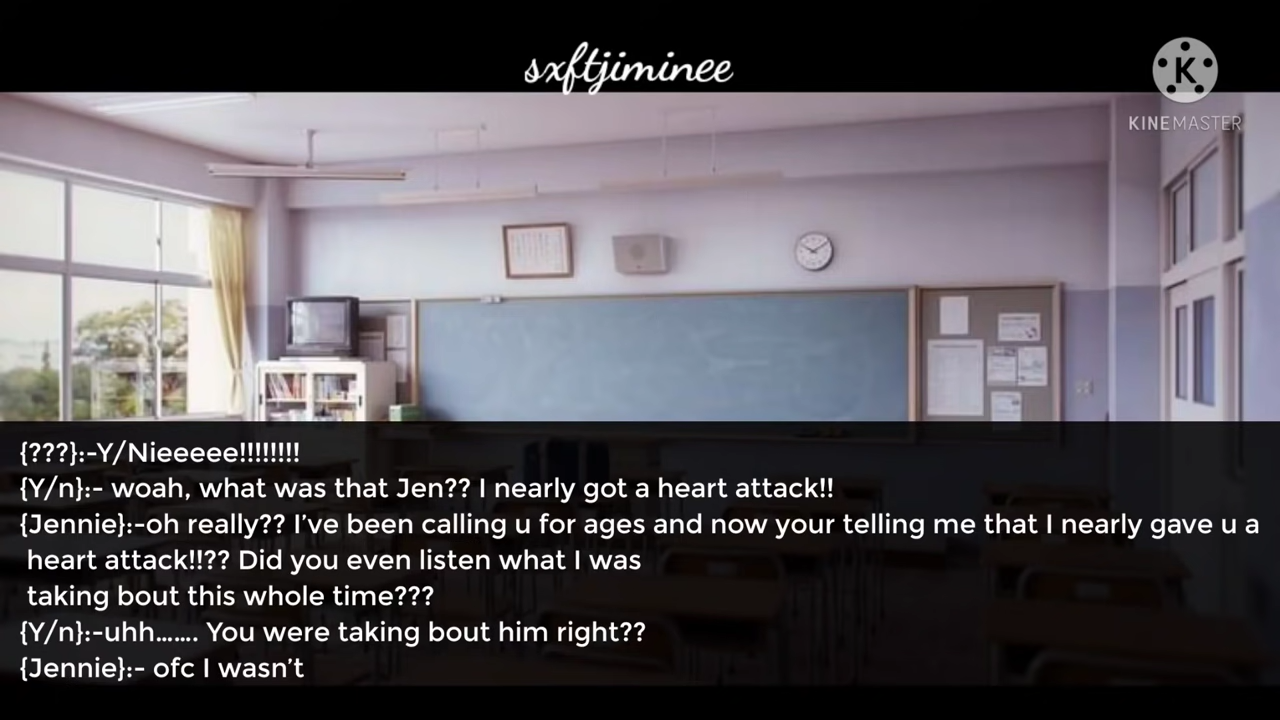 sxftjiminee
K
KINEMASTER
{???}:-Y/Nieeeee!!!!!!!!
{Y/n}:- woah, what was that Jen?? I nearly got a heart attack!!
{Jennie}:-oh really?? I’ve been calling u for ages and now your telling me that I nearly gave u a
heart attack!!?? Did you even listen what I was
taking bout this whole time???
{Y/n}:-uhh....... You were taking bout him right??
{Jennie}:- ofc I wasn’t